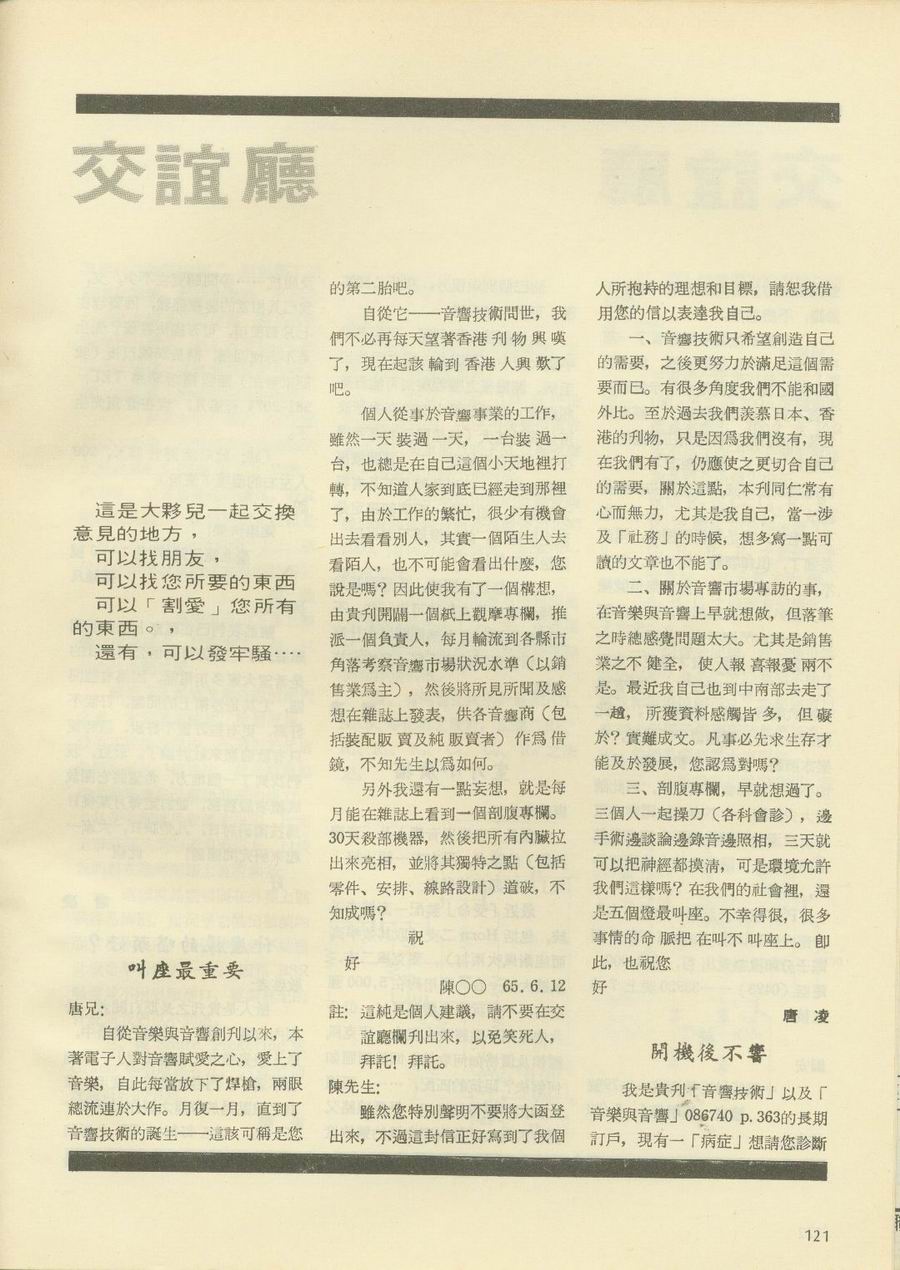 交誼廳
這是大夥兒一起交換
意見的地方，
可以找朋友，
可以找您所要的東西
可以「割愛」您所有
的東西。，
還有，可以發牢騷‥‥
叫座最重要
唐兄：
自從音樂與音響創刊以來，本
著電子人對音響賦愛之心，愛上了
音樂，自此每當放下了焊槍，兩眼
總流連於大作。月復一月，直到了
音響技術的誕生——這該可稱是您
的第二胎吧。
自從它——音響技術問世，我
們不必再每天望著香港刋物興嘆
了，現在起該輪到香港人興歎了
吧。
個人從事於音響事業的工作，
雖然一天裝過一天，一台裝過一
台，也總是在自己這個小天地裡打
轉，不知道人家到底已經走到那裡
了，由於工作的繁忙，很少有機會
出去看看別人，其實一個陌生人去
看陌人，也不可能會看出什麼，您
說是嗎？因此使我有了一個構想，
由貴刋開闢一個紙上觀摩專欄，推
派一個負責人，每月輪流到各縣市
角落考察音響市場狀況水準（以銷
售業爲主），然後將所見所聞及感
想在雜誌上發表，供各音響商（包
括裝配販賣及純販賣者）作爲借
鏡，不知先生以爲如何。
另外我還有一點妄想，就是每
月能在雜誌上看到一個剖腹專欄。
30天殺部機器，然後把所有內臟拉
出來亮相，並將其獨特之點（包括
零件、安排、線路設計）道破，不
知成嗎？
祝
好
陳○○ 65.6.12
註：這純是個人建議，請不要在交
誼廳欄刋出來，以免笑死人，
拜託！拜託。
陳先生：
雖然您特別聲明不要將大函登
出來，不過這封信正好寫到了我個
人所抱持的理想和目標，請恕我借
用您的信以表達我自己。
一、音響技術只希望創造自己
的需要，之後更努力於滿足這個需
要而已。有很多角度我們不能和國
外比。至於過去我們羨慕日本、香
港的刋物，只是因爲我們沒有，現
在我們有了，仍應使之更切合自己
的需要，關於這點，本刋同仁常有
心而無力，尤其是我自己，當一涉
及「社務」的時候，想多寫一點可
讀的文章也不能了。
二、關於音響市場專訪的事，
在音樂與音響上早就想做，但落筆
之時總感覺問題太大。尤其是銷售
業之不健全，使人報喜報憂兩不
是。最近我自己也到中南部去走了
一趟，所獲資料感觸皆多，但礙
於？實難成文。凡事必先求生存才
能及於發展，您認爲對嗎？
三、剖腹專欄，早就想過了。
三個人一起操刀（各科會診），邊
手術邊談論邊錄音邊照相，三天就
可以把神經都摸淸，可是環境允許
我們這樣嗎？在我們的社會裡，還
是五個燈最叫座。不幸得很，很多
事情的命脈把在叫不叫座上。卽
此，也祝您
好
唐 凌
開機後不響
我是貴刋「音響技術」以及「
音樂與音響」086740 p.363的長期
訂戶，現有一「病症」想請您診斷
121